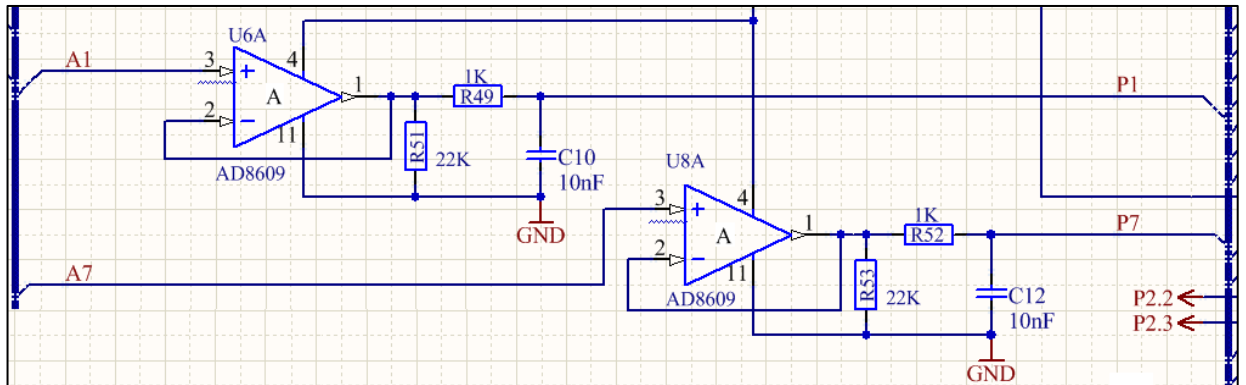 U6A
A1
3
4
+
A
1
2
−
11
AD8609
1K
R49
R51
22K
C10
10nF
GND
P1
U8A
A7
3
4
+
A
1
2
−
11
AD8609
1K
R52
R53
22K
C12
10nF
GND
P7
P2.2
P2.3